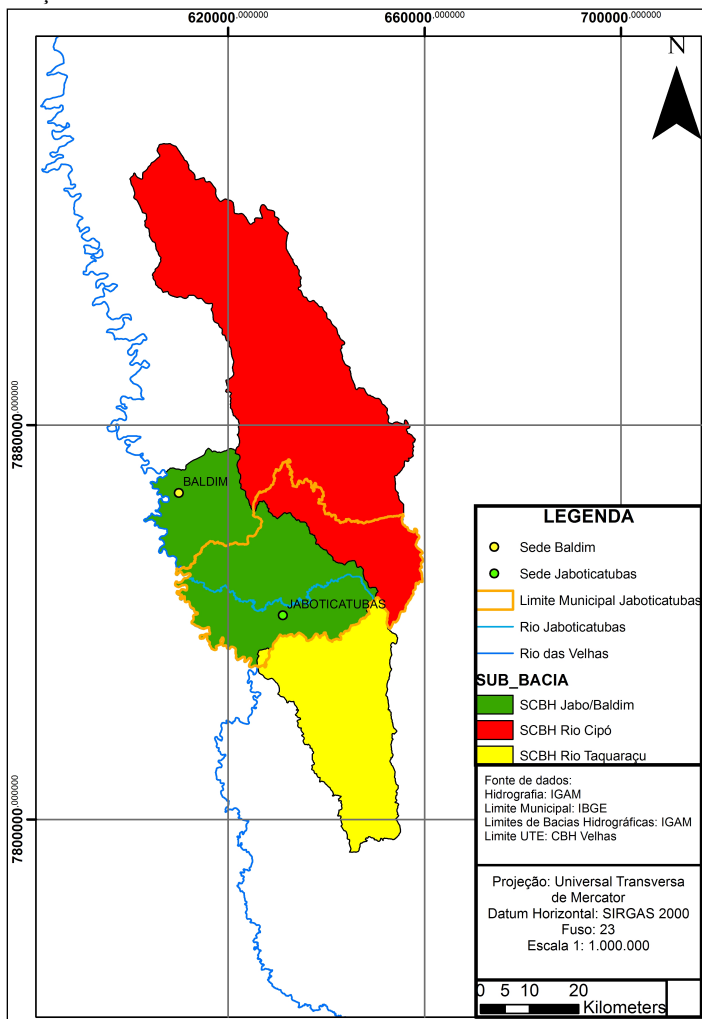 620000.000000 660000.000000 700000.000000
N
7880000.000000
7800000.000000
BALDIM
JABOTICATUBAS
LEGENDA
Sede Baldim
Sede Jaboticatubas
Limite Municipal Jaboticatubas
Rio Jaboticatubas
Rio das Velhas
SUB_BACIA
SCBH Jabo/Baldim
SCBH Rio Cipó
SCBH Rio Taquaraçu
Fonte de dados:
Hidrografia: IGAM
Limite Municipal: IBGE
Limites de Bacias Hidrográficas: IGAM
Limite UTE: CBH Velhas
Projeção: Universal Transversa
de Mercator
Datum Horizontal: SIRGAS 2000
Fuso: 23
Escala 1: 1.000.000
0 5 10 20
Kilometers